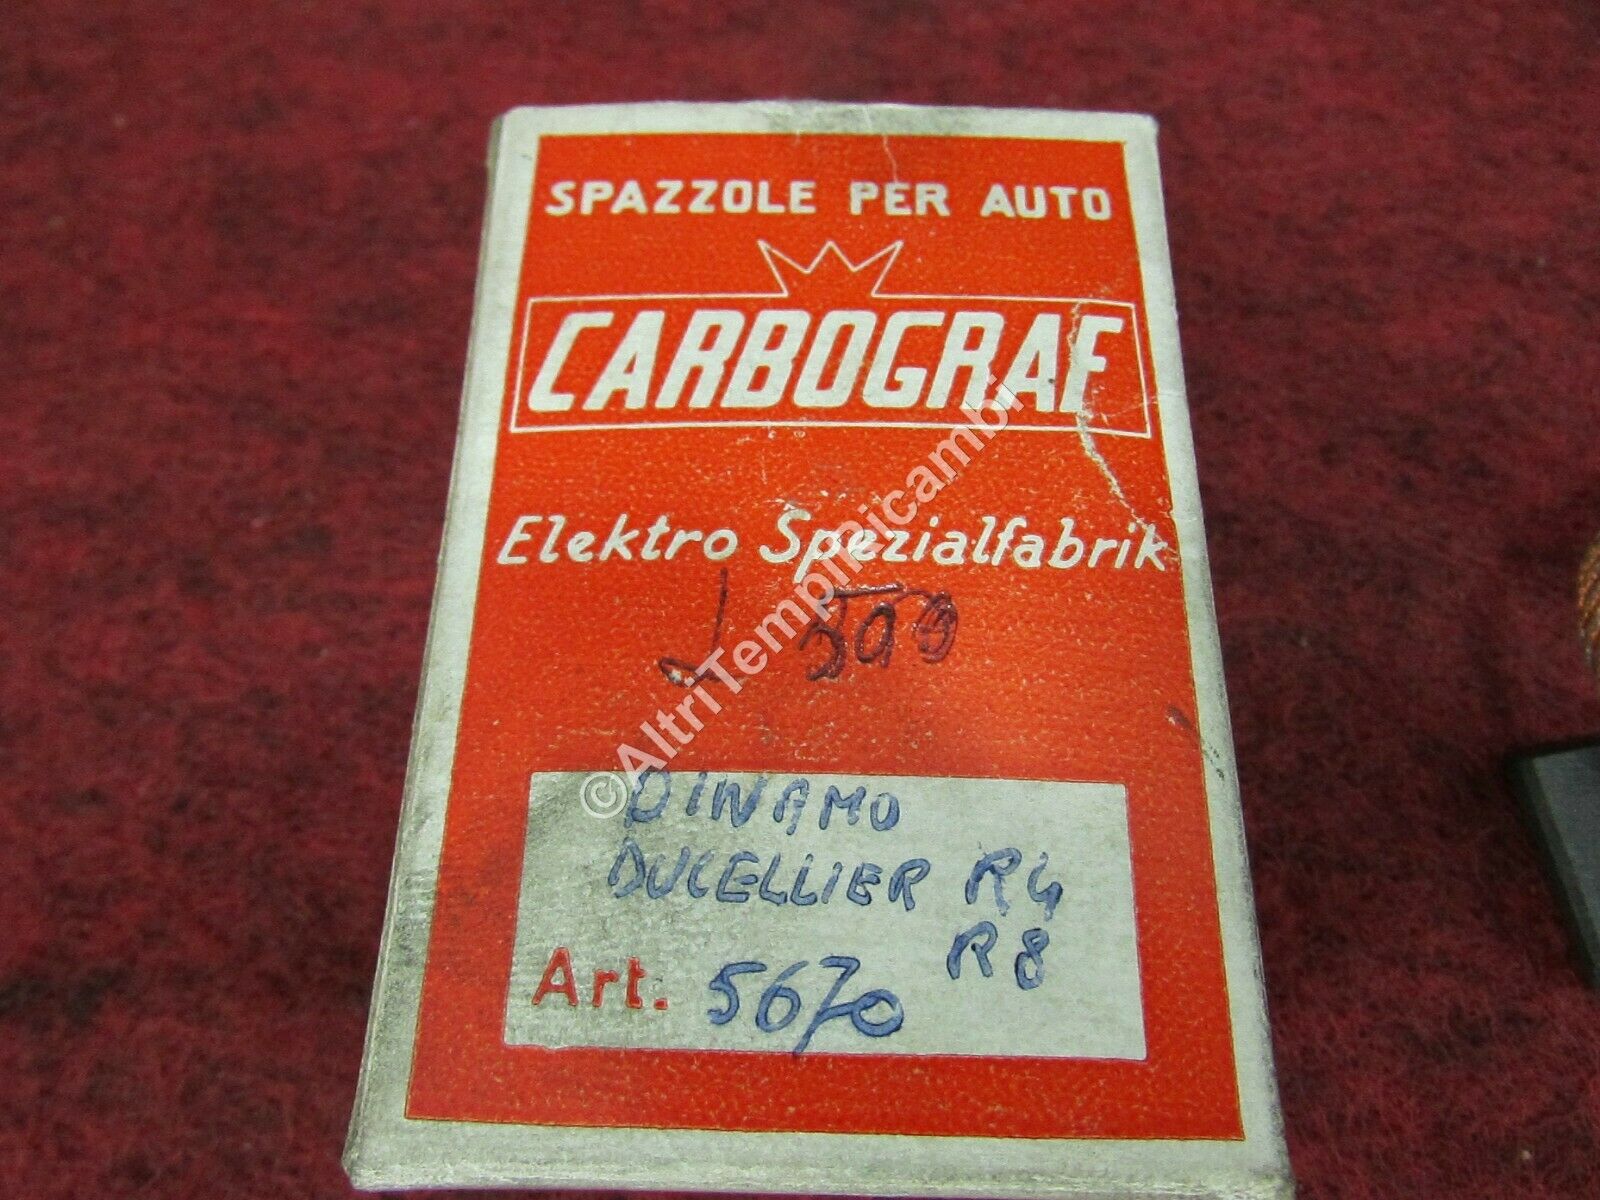 SPAZZOLE PER AUTO
CARBOGRAF
Elektro Spezialfabrik
©AltriTempiRicambi
DINAMO
DUCELLIER R4
R8
Art. 5670